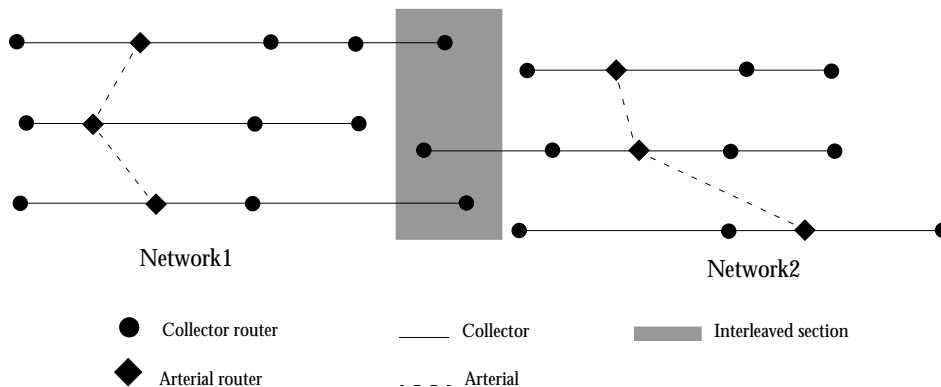 Network1
Network2
Collector router
Collector
Interleaved section
Arterial router
Arterial